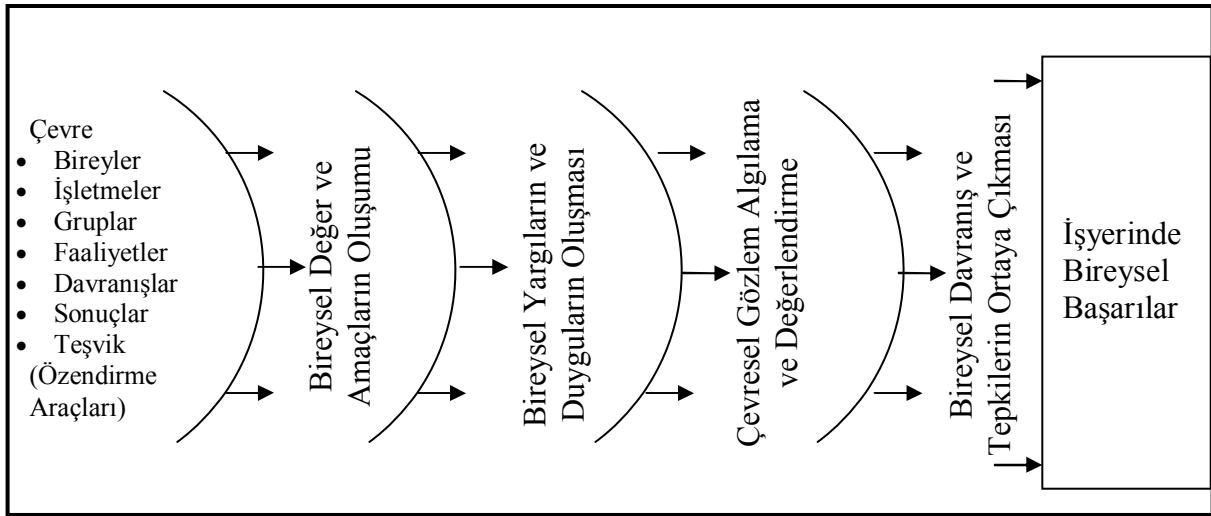 Çevre
• Bireyler
• İşletmeler
• Gruplar
• Faaliyetler
• Davranışlar
• Sonuçlar
• Teşvik
(Özendirme
Araçları)
Bireysel Değer ve
Amaçların Oluşumu
Bireysel Yargıların ve
Duyguların Oluşması
Çevresel Gözlem Algılama
ve Değerlendirme
Bireysel Davranış ve
Tepkilerin Ortaya Çıkması
İşyerinde
Bireysel
Başarılar